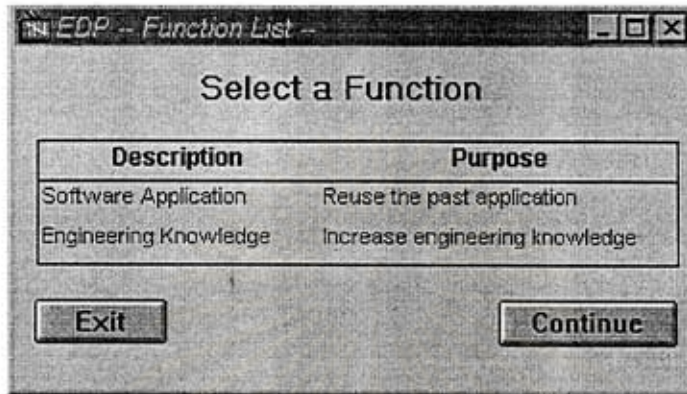 EDP -- Function List --
Select a Function
Description Purpose
Software Application Reuse the past application
Engineering Knowledge Increase engineering knowledge
Exit Continue